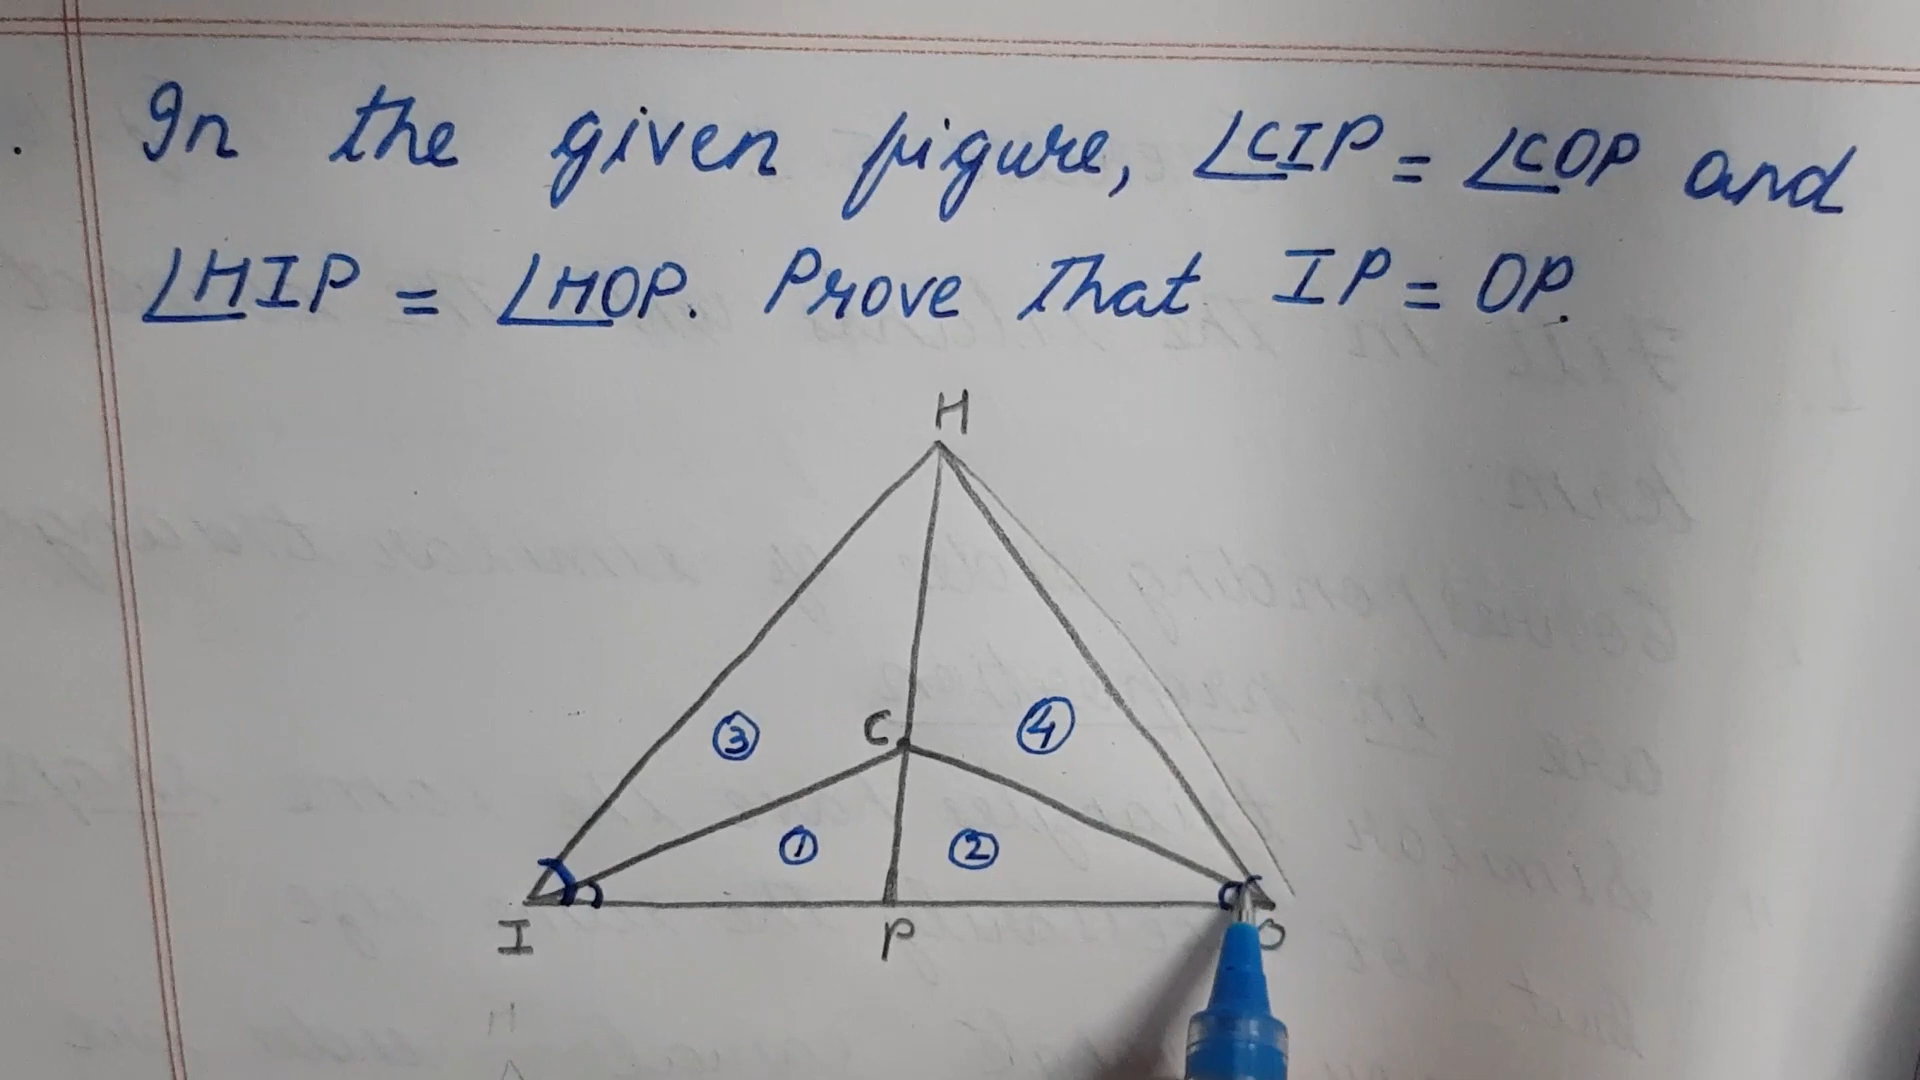 In the given figure, ∠CIP = ∠COP and
∠HIP = ∠HOP. Prove that IP = OP.
H
C
③ ④
① ②
I P O
H